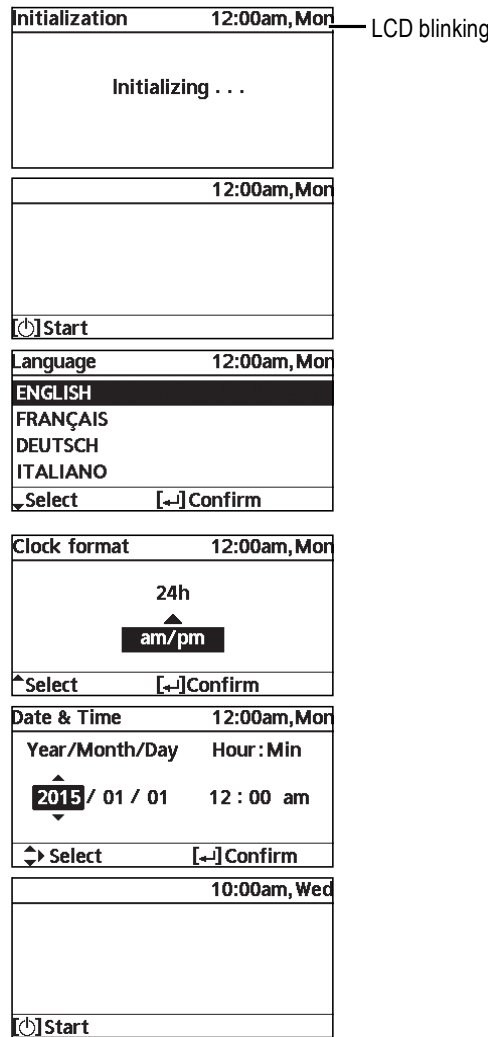 Initialization 12:00am,Mon
LCD blinking
Initializing . . .
12:00am,Mon
[⏻]Start
Language 12:00am,Mon
ENGLISH
FRANÇAIS
DEUTSCH
ITALIANO
Select [↵]Confirm
Clock format 12:00am,Mon
24h
am/pm
Select [↵]Confirm
Date & Time 12:00am,Mon
Year/Month/Day Hour:Min
2015 / 01 / 01 12 : 00 am
Select [↵]Confirm
10:00am,Wed
[⏻]Start